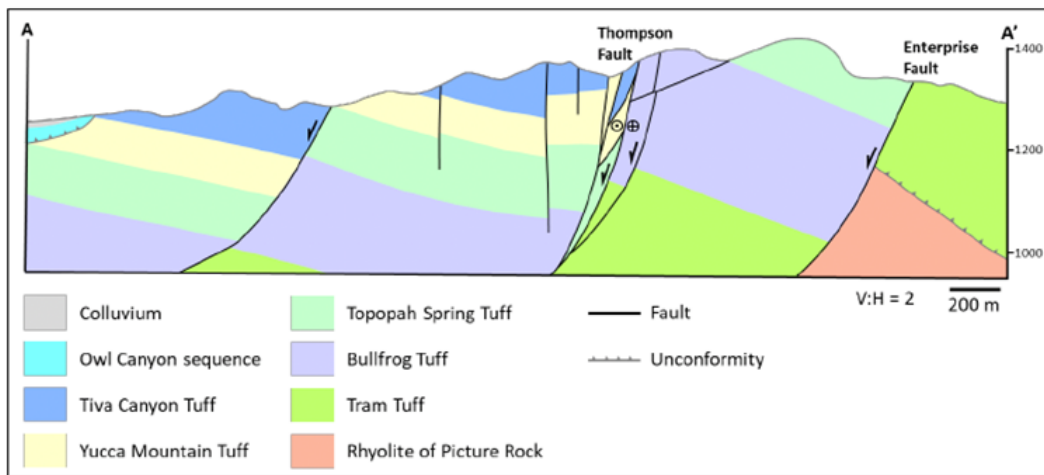 A
Thompson
Fault
A'
Enterprise
Fault
1400
1200
1000
V:H = 2
200 m
Colluvium
Topopah Spring Tuff
Fault
Owl Canyon sequence
Bullfrog Tuff
Unconformity
Tiva Canyon Tuff
Tram Tuff
Yucca Mountain Tuff
Rhyolite of Picture Rock